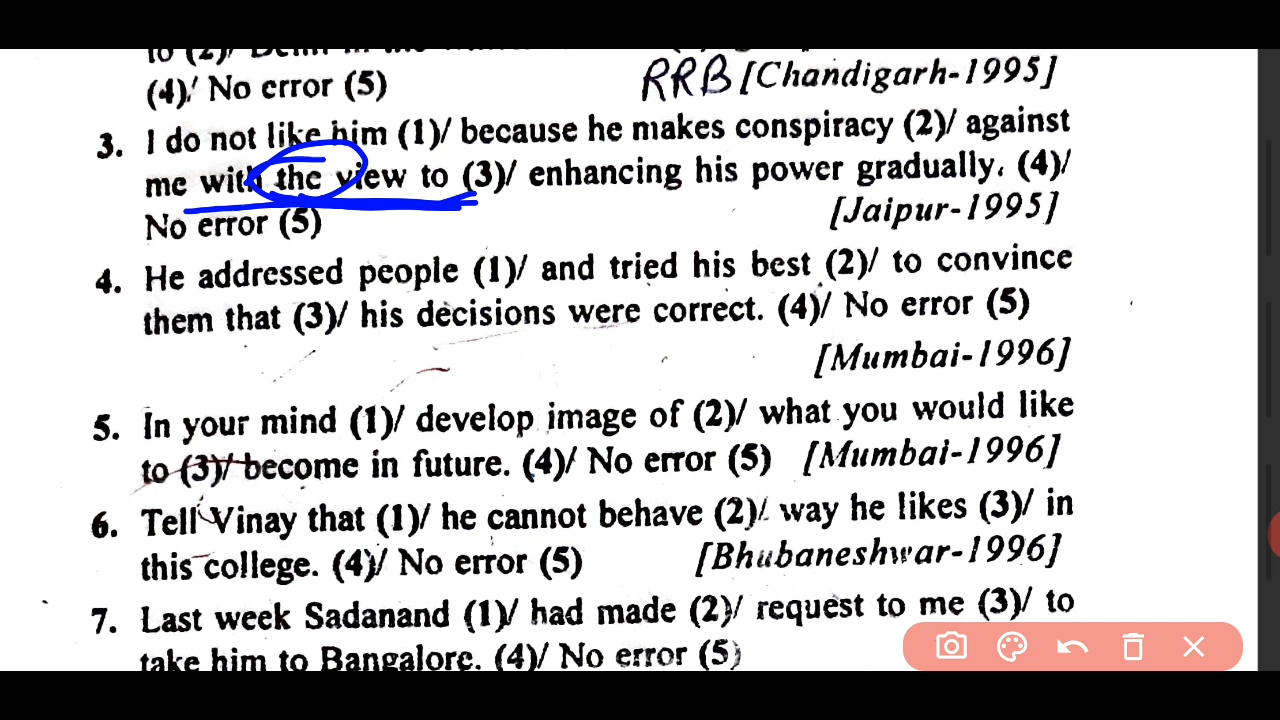 to (2)/ Delhi in the
(4)/ No error (5) RRB [Chandigarh-1995]
3. I do not like him (1)/ because he makes conspiracy (2)/ against
me with the view to (3)/ enhancing his power gradually. (4)/
No error (5) [Jaipur-1995]
4. He addressed people (1)/ and tried his best (2)/ to convince
them that (3)/ his decisions were correct. (4)/ No error (5)
[Mumbai-1996]
5. In your mind (1)/ develop image of (2)/ what you would like
to (3)/ become in future. (4)/ No error (5) [Mumbai-1996]
6. Tell Vinay that (1)/ he cannot behave (2)/ way he likes (3)/ in
this college. (4)/ No error (5) [Bhubaneshwar-1996]
7. Last week Sadanand (1)/ had made (2)/ request to me (3)/ to
take him to Bangalore. (4)/ No error (5)